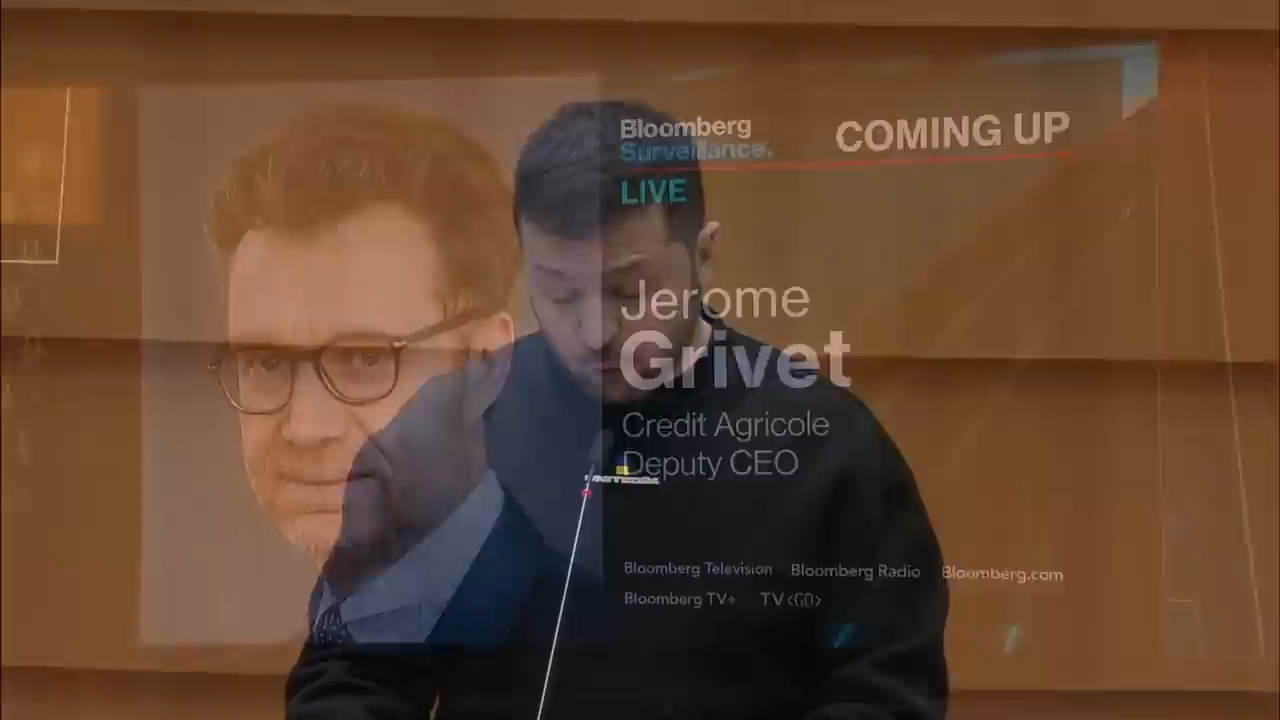 Bloomberg
Surveillance.
COMING UP
LIVE
Jerome
Grivet
Credit Agricole
Deputy CEO
Bloomberg Television Bloomberg Radio Bloomberg.com
Bloomberg TV+ TV<GO>